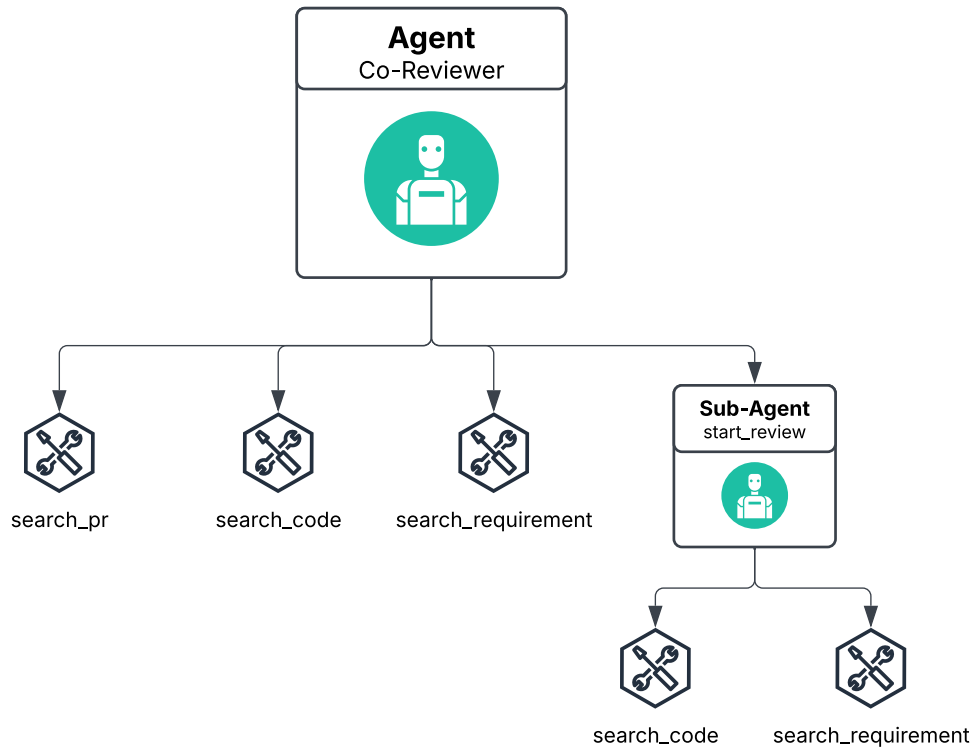 Agent
Co-Reviewer
Sub-Agent
start_review
search_pr
search_code
search_requirement
search_code
search_requirement